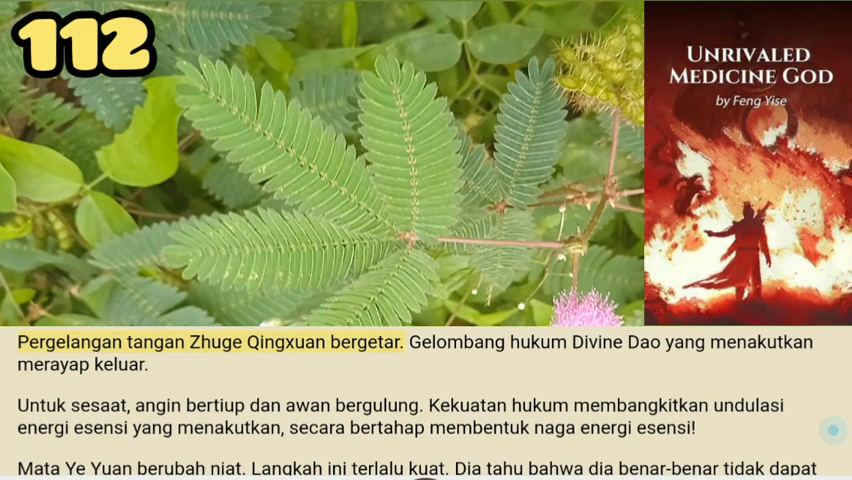 112
UNRIVALED
MEDICINE GOD
by Feng Yise
Pergelangan tangan Zhuge Qingxuan bergetar. Gelombang hukum Divine Dao yang menakutkan
merayap keluar.
Untuk sesaat, angin bertiup dan awan bergulung. Kekuatan hukum membangkitkan undulasi
energi esensi yang menakutkan, secara bertahap membentuk naga energi esensi!
Mata Ye Yuan berubah niat. Langkah ini terlalu kuat. Dia tahu bahwa dia benar-benar tidak dapat